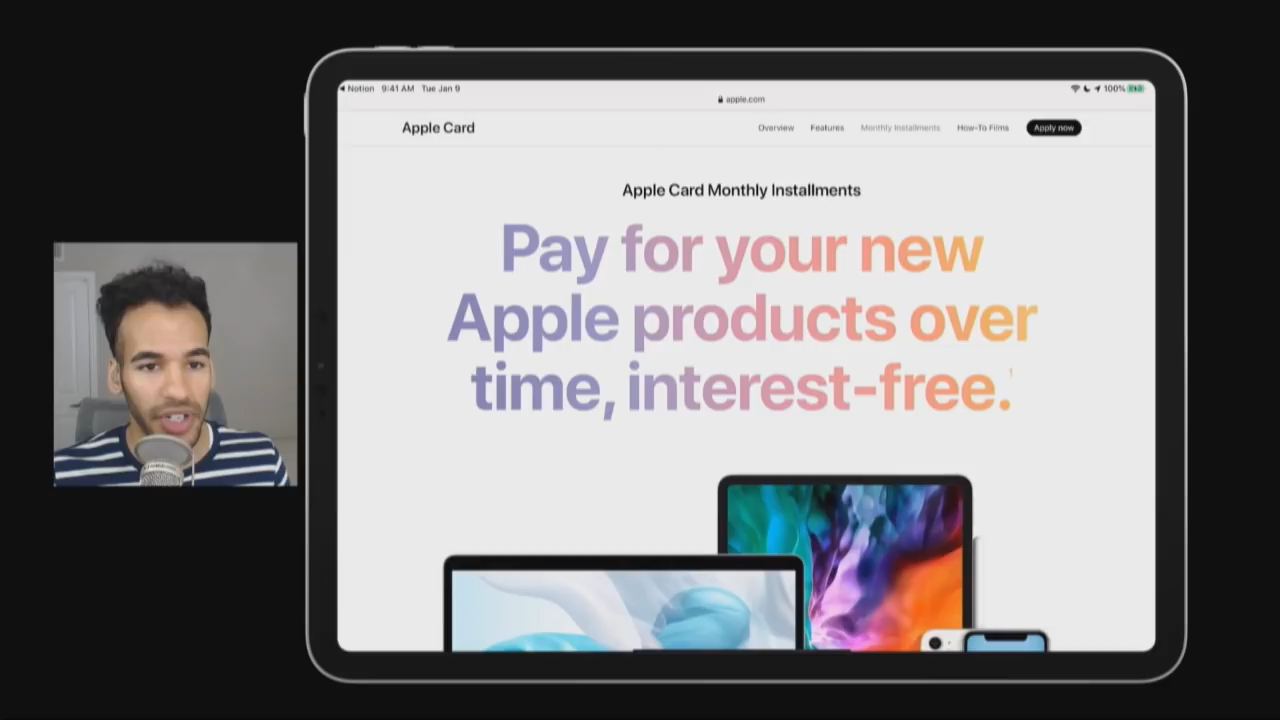 Notion 9:41 AM Tue Jan 9
100%
apple.com
Apple Card
Overview Features Monthly Installments How-To Films Apply now
Apple Card Monthly Installments
Pay for your new
Apple products over
time, interest-free.